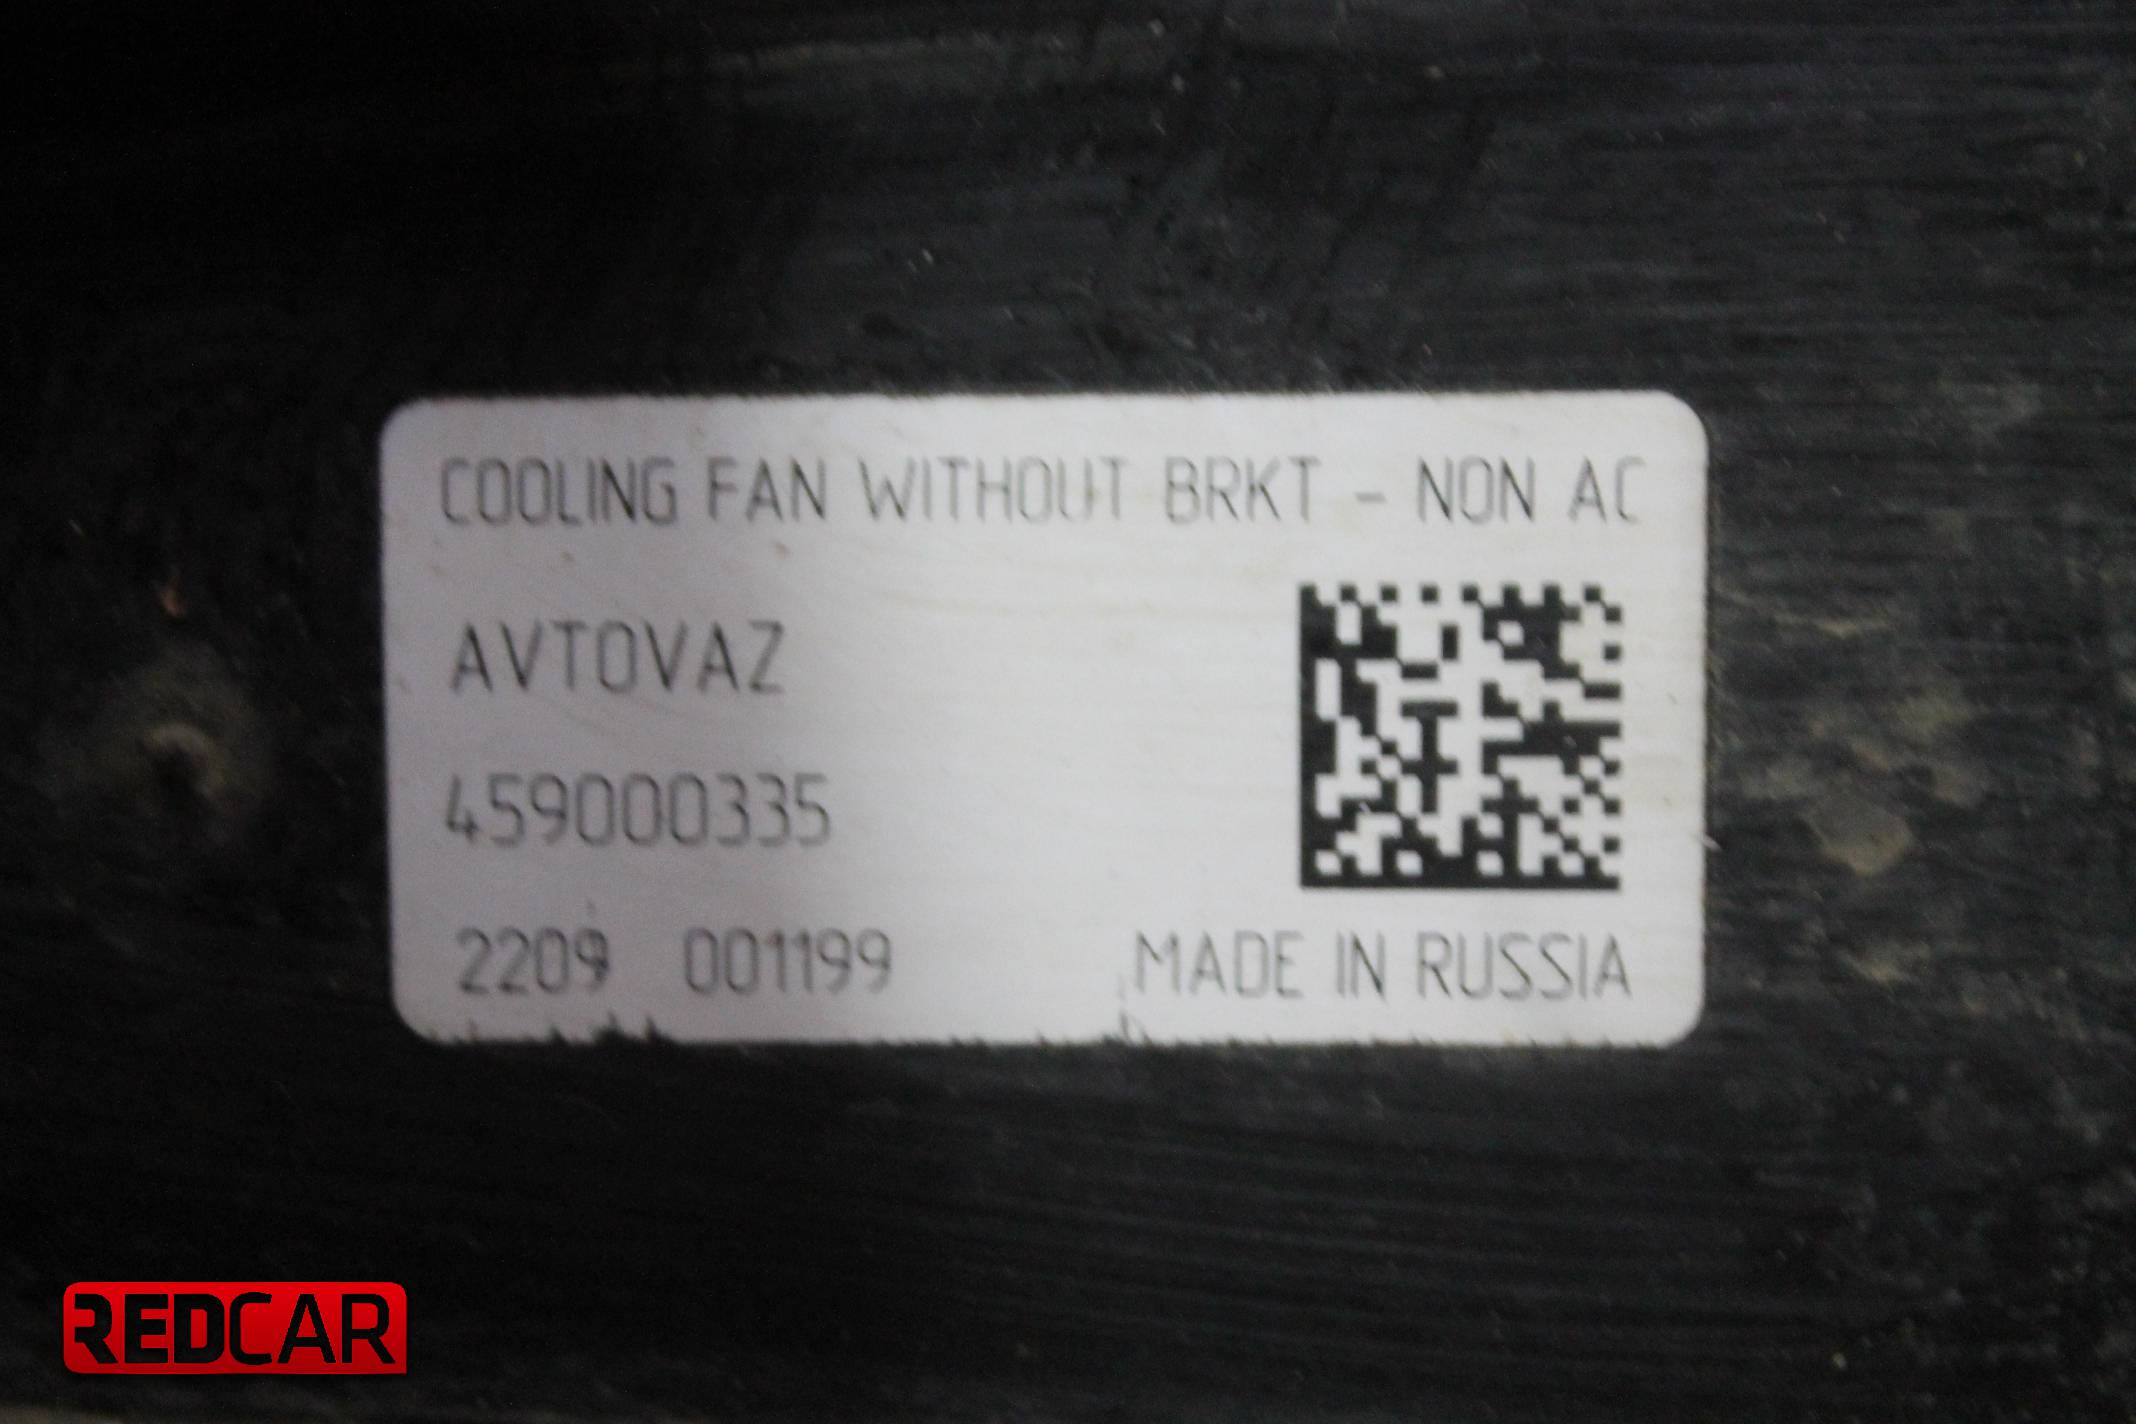 COOLING FAN WITHOUT BRKT - NON AC
AVTOVAZ
459000335
2209 001199 MADE IN RUSSIA
REDCAR